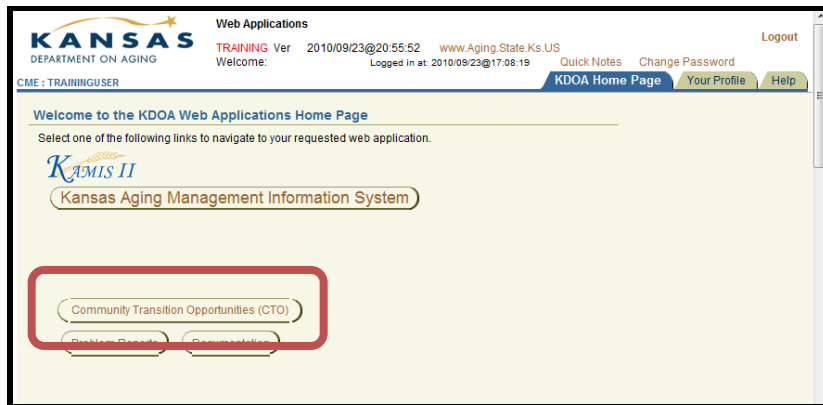 Web Applications
KANSAS
DEPARTMENT ON AGING
TRAINING Ver 2010/09/23@20:55:52 www.Aging.State.Ks.US
Logout
Welcome: Logged in at: 2010/09/23@17:08:19 Quick Notes Change Password
CME : TRAININGUSER
KDOA Home Page Your Profile Help
Welcome to the KDOA Web Applications Home Page
Select one of the following links to navigate to your requested web application.
KAMIS II
Kansas Aging Management Information System
Community Transition Opportunities (CTO)
Problem Reports Documentation